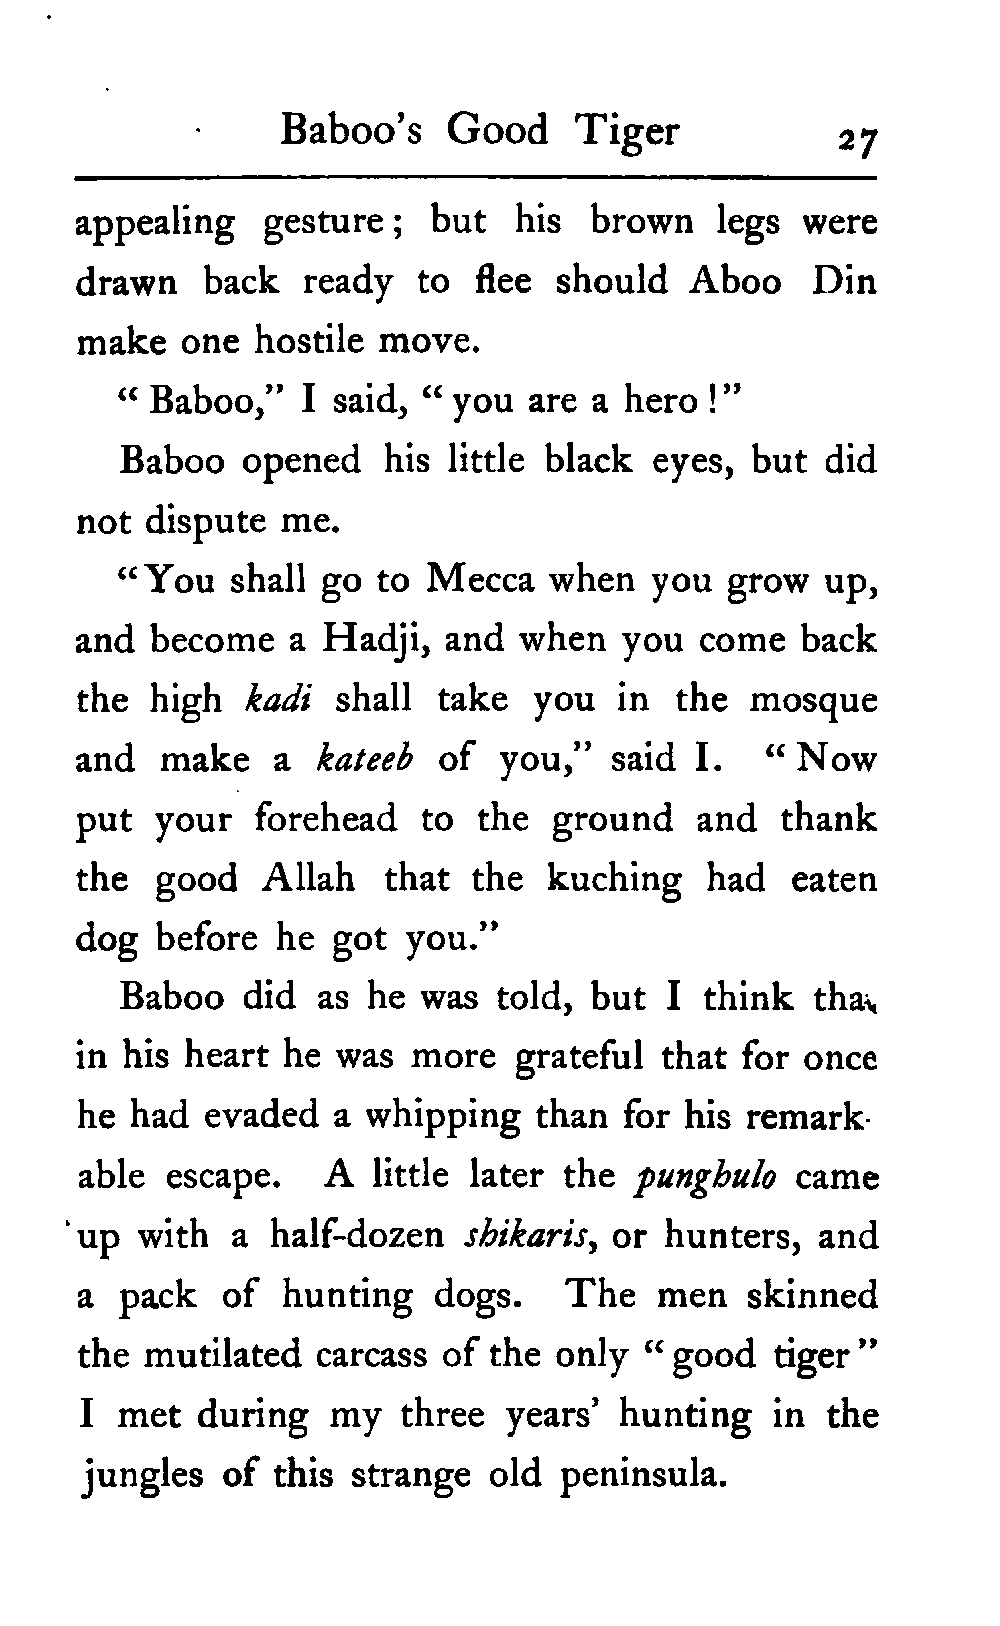 Baboo's Good Tiger 27
appealing gesture; but his brown legs were
drawn back ready to flee should Aboo Din
make one hostile move.
"Baboo," I said, "you are a hero!"
Baboo opened his little black eyes, but did
not dispute me.
"You shall go to Mecca when you grow up,
and become a Hadji, and when you come back
the high kadi shall take you in the mosque
and make a kateeb of you," said I. "Now
put your forehead to the ground and thank
the good Allah that the kuching had eaten
dog before he got you."
Baboo did as he was told, but I think that
in his heart he was more grateful that for once
he had evaded a whipping than for his remark-
able escape. A little later the punghulo came
up with a half-dozen shikaris, or hunters, and
a pack of hunting dogs. The men skinned
the mutilated carcass of the only "good tiger"
I met during my three years' hunting in the
jungles of this strange old peninsula.